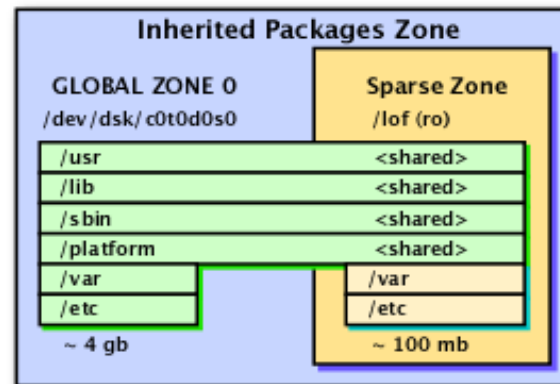 Inherited Packages Zone
GLOBAL ZONE 0 Sparse Zone
/dev/dsk/c0t0d0s0 /lof (ro)
/usr <shared>
/lib <shared>
/sbin <shared>
/platform <shared>
/var /var
/etc /etc
~ 4 gb ~ 100 mb